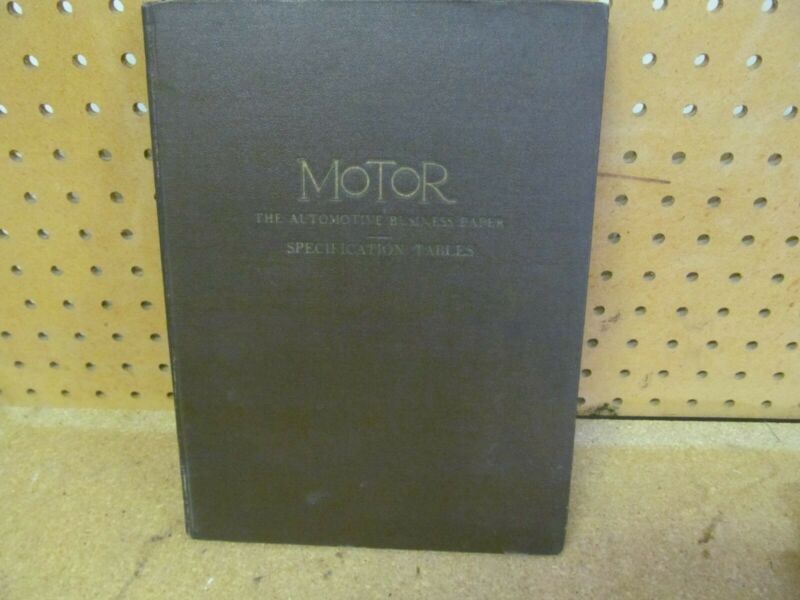 MOTOR
THE AUTOMOTIVE BUSINESS PAPER
SPECIFICATION TABLES